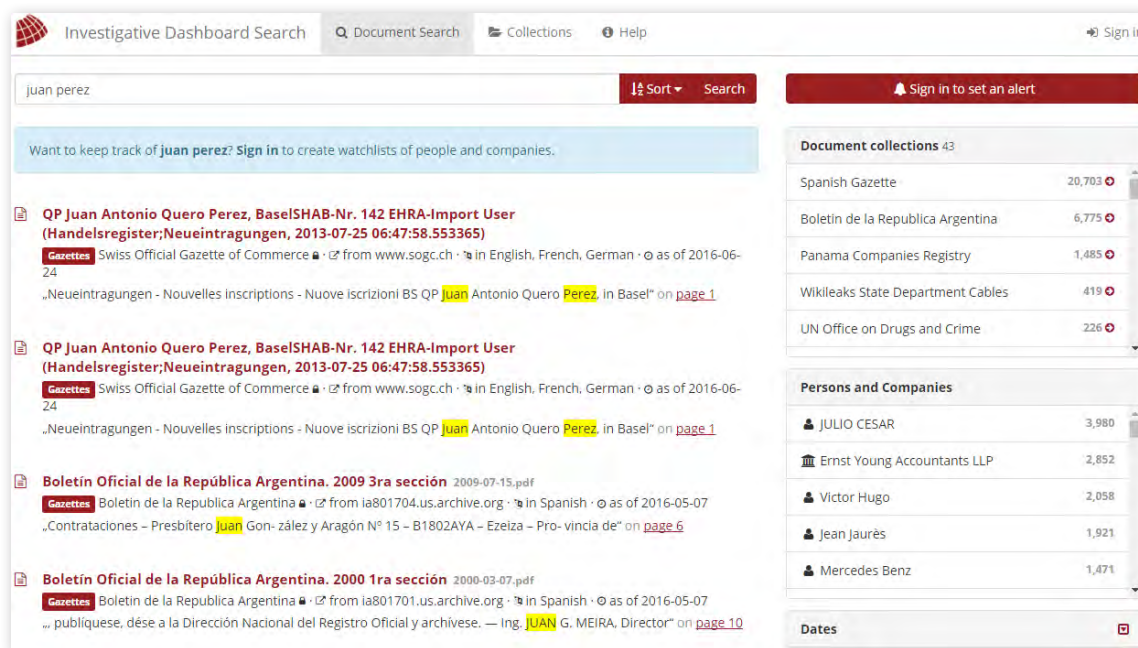 Investigative Dashboard Search
Document Search
Collections
Help
Sign in
juan perez
Sort
Search
Sign in to set an alert
Want to keep track of juan perez? Sign in to create watchlists of people and companies.
QP Juan Antonio Quero Perez, BaselSHAB-Nr. 142 EHRA-Import User
(Handelsregister;Neueintragungen, 2013-07-25 06:47:58.553365)
Gazettes Swiss Official Gazette of Commerce · from www.sogc.ch · in English, French, German · as of 2016-06-
24
„Neueintragungen - Nouvelles inscriptions - Nuove iscrizioni BS QP Juan Antonio Quero Perez, in Basel“ on page 1
QP Juan Antonio Quero Perez, BaselSHAB-Nr. 142 EHRA-Import User
(Handelsregister;Neueintragungen, 2013-07-25 06:47:58.553365)
Gazettes Swiss Official Gazette of Commerce · from www.sogc.ch · in English, French, German · as of 2016-06-
24
„Neueintragungen - Nouvelles inscriptions - Nuove iscrizioni BS QP Juan Antonio Quero Perez, in Basel“ on page 1
Boletín Oficial de la República Argentina. 2009 3ra sección 2009-07-15.pdf
Gazettes Boletin de la Republica Argentina · from ia801704.us.archive.org · in Spanish · as of 2016-05-07
„Contrataciones – Presbítero Juan Gon- zález y Aragón Nº 15 – B1802AYA – Ezeiza – Pro- vincia de“ on page 6
Boletín Oficial de la República Argentina. 2000 1ra sección 2000-03-07.pdf
Gazettes Boletin de la Republica Argentina · from ia801701.us.archive.org · in Spanish · as of 2016-05-07
„, publíquese, dése a la Dirección Nacional del Registro Oficial y archívese. — Ing. JUAN G. MEIRA, Director“ on page 10
Document collections 43
Spanish Gazette 20,703
Boletin de la Republica Argentina 6,775
Panama Companies Registry 1,485
Wikileaks State Department Cables 419
UN Office on Drugs and Crime 226
Persons and Companies
JULIO CESAR 3,980
Ernst Young Accountants LLP 2,852
Victor Hugo 2,058
Jean Jaurès 1,921
Mercedes Benz 1,471
Dates